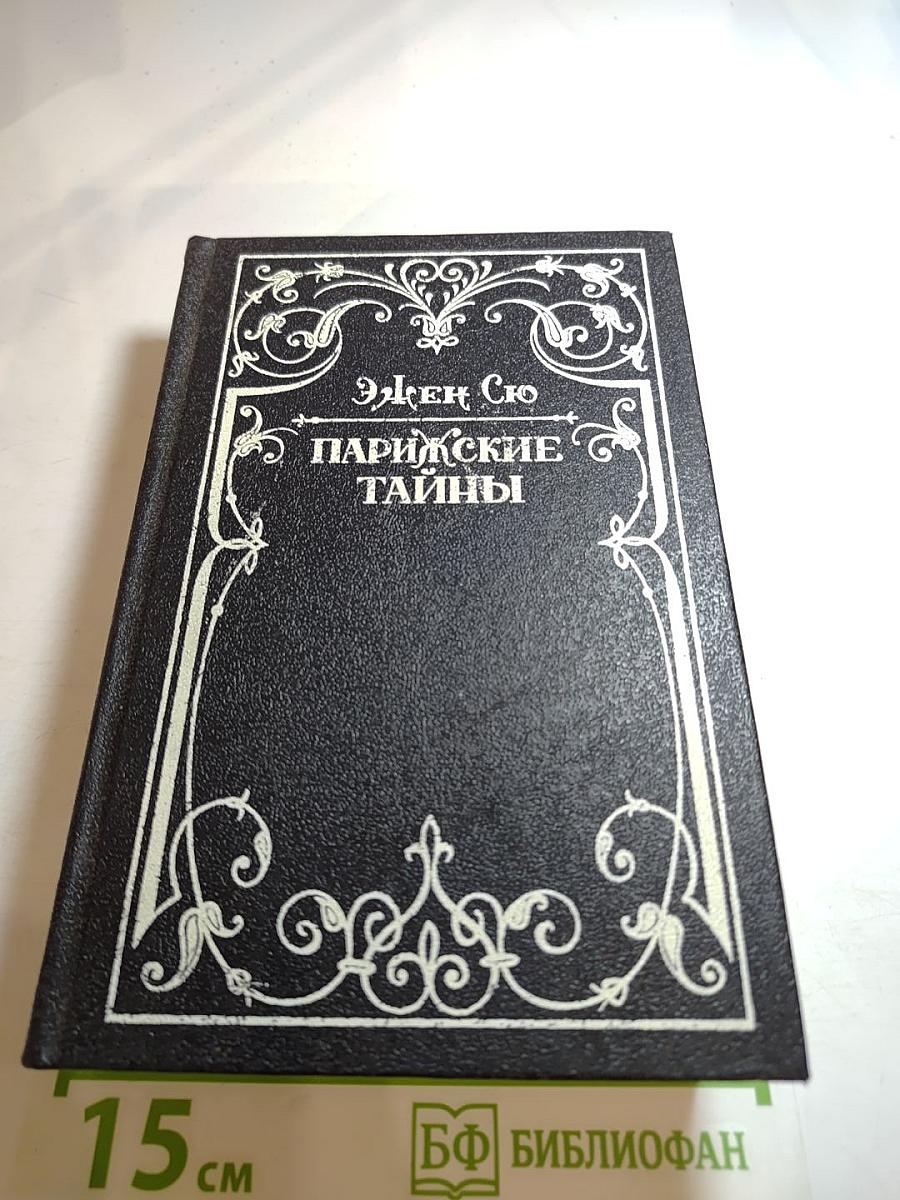 Эжен Сю
ПАРИЖСКИЕ
ТАЙНЫ
15 см
БФ БИБЛИОФАН